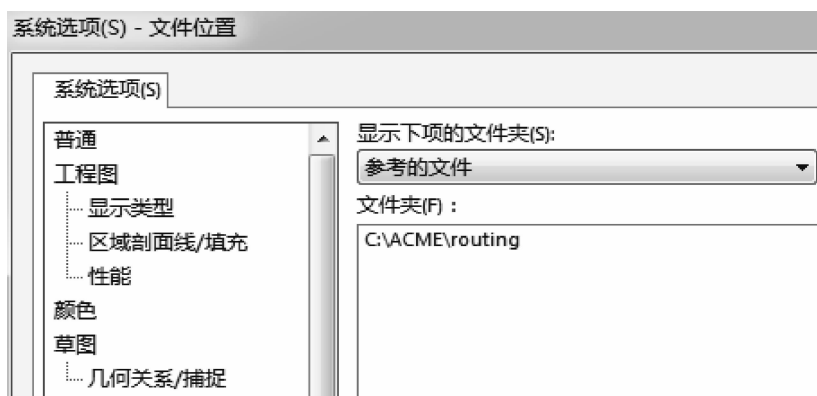 系统选项(S) - 文件位置
系统选项(S)
普通
工程图
显示类型
区域剖面线/填充
性能
颜色
草图
几何关系/捕捉
显示下项的文件夹(S):
参考的文件
文件夹(F)：
C:\ACME\routing